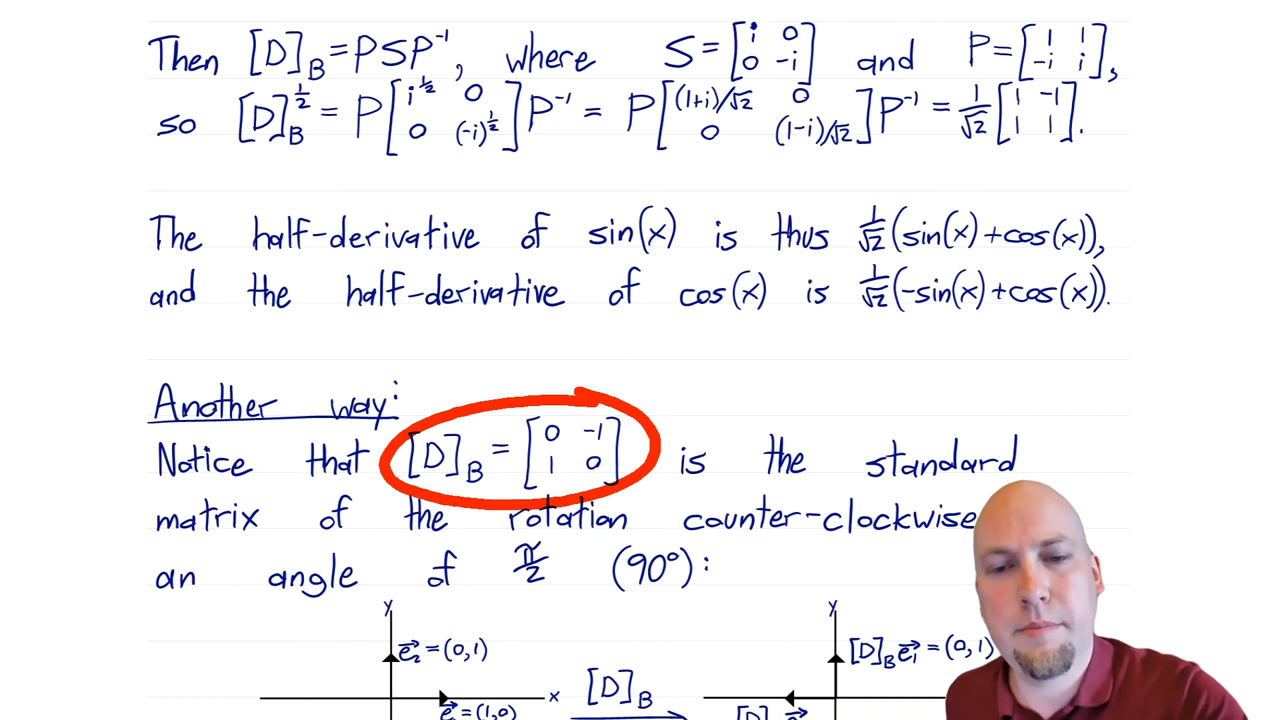 Then [D]_B = PSP⁻¹, where S = [i 0; 0 -i] and P = [1 1; -i i],
so [D]_B^½ = P[i^½ 0; 0 (-i)^½]P⁻¹ = P[(1+i)/√2 0; 0 (1-i)/√2]P⁻¹ = 1/√2 [1 -1; 1 1].
The half-derivative of sin(x) is thus 1/√2 (sin(x)+cos(x)),
and the half-derivative of cos(x) is 1/√2 (-sin(x)+cos(x)).
Another way:
Notice that [D]_B = [0 -1; 1 0] is the standard
matrix of the rotation counter-clockwise
an angle of π/2 (90°):
y
y
e⃗₂ = (0,1)
[D]_B e⃗₁ = (0,1)
x
[D]_B
e⃗₁ = (1,0)